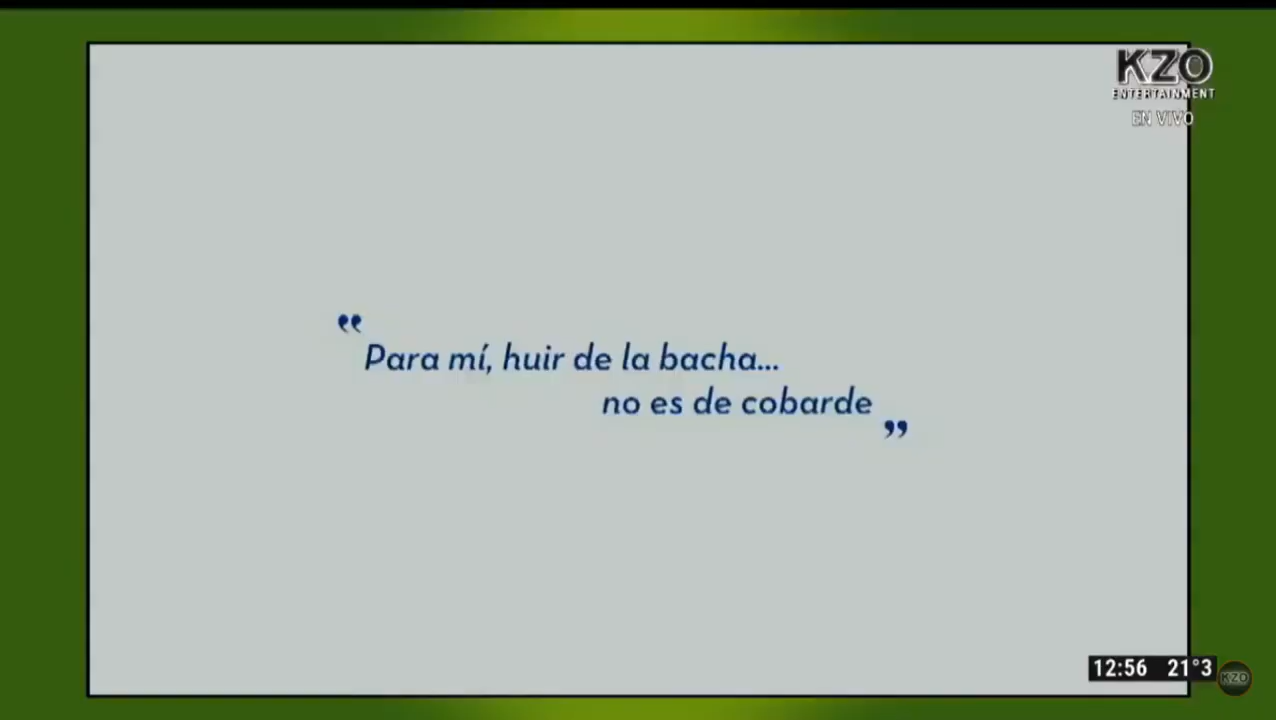 KZO
ENTERTAINMENT
EN VIVO
“
Para mí, huir de la bacha...
no es de cobarde
”
12:56 21°3
KZO